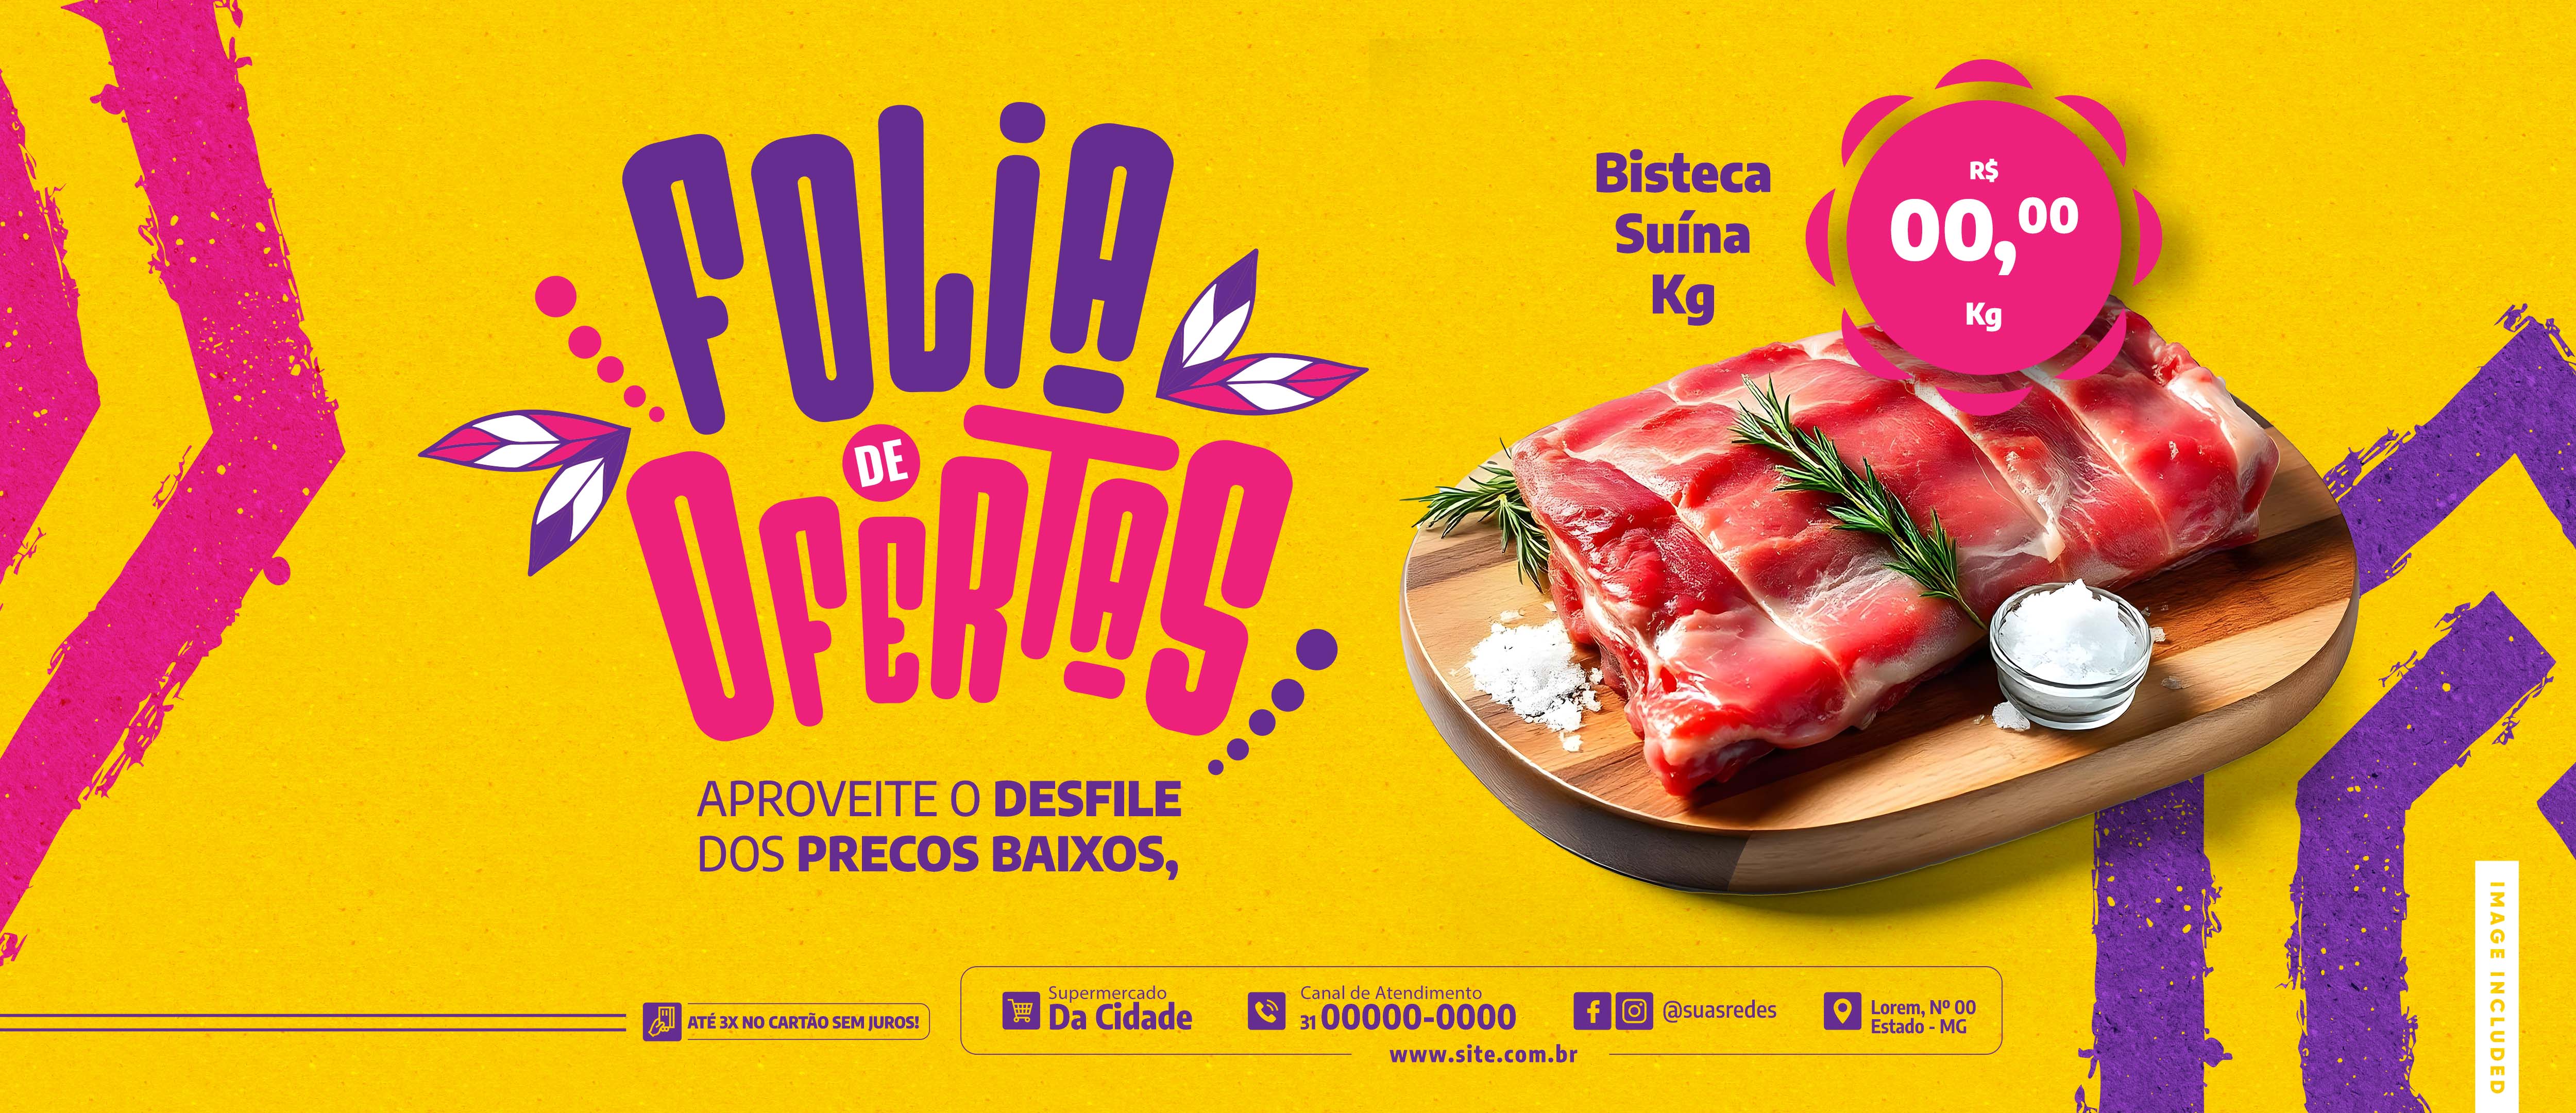 FOLIA
DE
OFERTAS
APROVEITE O DESFILE
DOS PRECOS BAIXOS,
Bisteca
Suína
Kg
R$
00,00
Kg
ATÉ 3X NO CARTÃO SEM JUROS!
Supermercado
Da Cidade
Canal de Atendimento
31 00000-0000
@suasredes
Lorem, Nº 00
Estado - MG
www.site.com.br
IMAGE INCLUDED